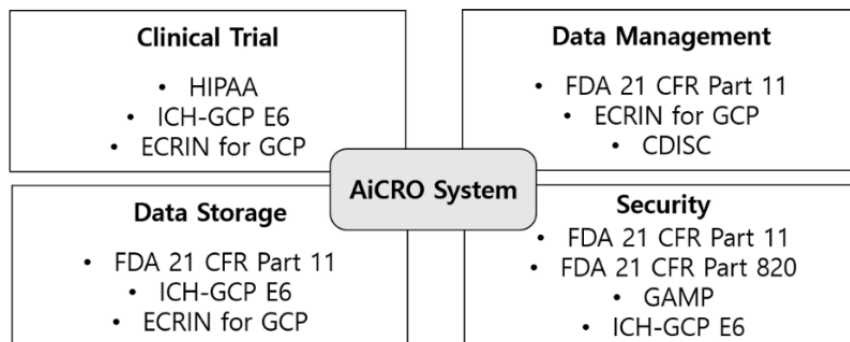 Clinical Trial
• HIPAA
• ICH-GCP E6
• ECRIN for GCP
Data Management
• FDA 21 CFR Part 11
• ECRIN for GCP
• CDISC
AiCRO System
Data Storage
• FDA 21 CFR Part 11
• ICH-GCP E6
• ECRIN for GCP
Security
• FDA 21 CFR Part 11
• FDA 21 CFR Part 820
• GAMP
• ICH-GCP E6